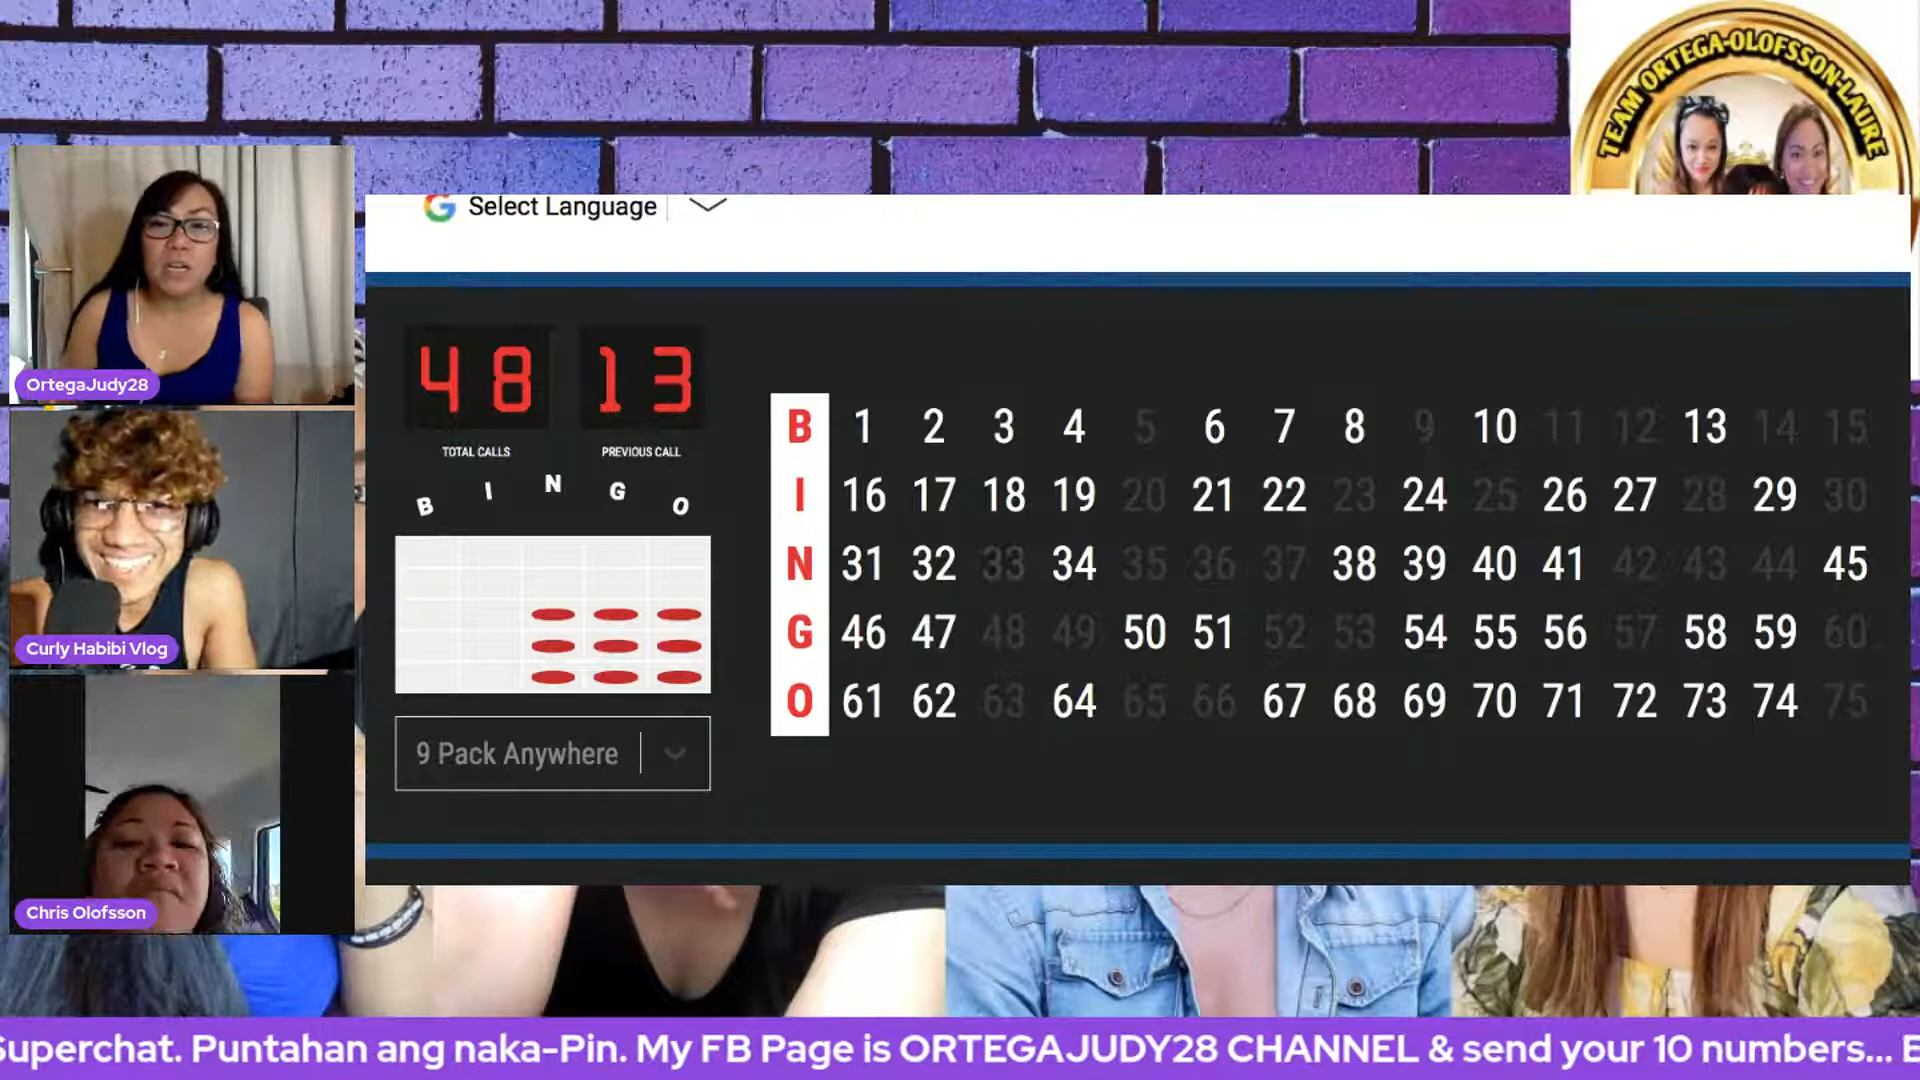 TEAM ORTEGA-OLOFSSON-LAURE
Select Language
OrtegaJudy28
48 13
TOTAL CALLS PREVIOUS CALL
B I N G O
B 1 2 3 4 5 6 7 8 9 10 11 12 13 14 15
I 16 17 18 19 20 21 22 23 24 25 26 27 28 29 30
N 31 32 33 34 35 36 37 38 39 40 41 42 43 44 45
G 46 47 48 49 50 51 52 53 54 55 56 57 58 59 60
O 61 62 63 64 65 66 67 68 69 70 71 72 73 74 75
Curly Habibi Vlog
9 Pack Anywhere
Chris Olofsson
Superchat. Puntahan ang naka-Pin. My FB Page is ORTEGAJUDY28 CHANNEL & send your 10 numbers...